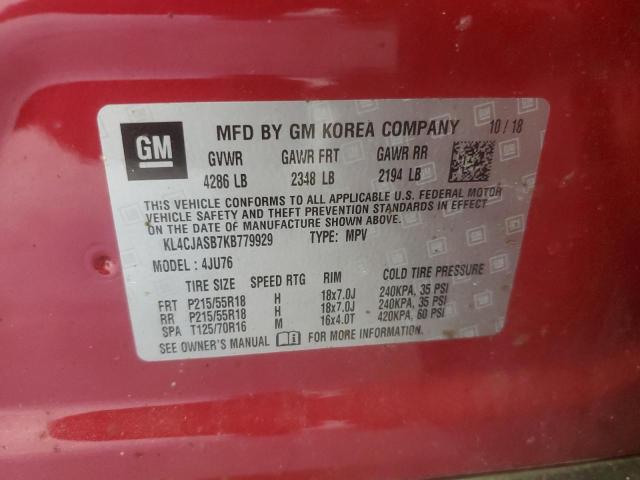 GM
MFD BY GM KOREA COMPANY 10/18
GVWR GAWR FRT GAWR RR
4286 LB 2348 LB 2194 LB
THIS VEHICLE CONFORMS TO ALL APPLICABLE U.S. FEDERAL MOTOR
VEHICLE SAFETY AND THEFT PREVENTION STANDARDS IN EFFECT
ON THE DATE OF MANUFACTURE SHOWN ABOVE.
KL4CJASB7KB779929 TYPE: MPV
MODEL: 4JU76
TIRE SIZE SPEED RTG RIM COLD TIRE PRESSURE
FRT P215/55R18 H 18x7.0J 240KPA, 35 PSI
RR P215/55R18 H 18x7.0J 240KPA, 35 PSI
SPA T125/70R16 M 16x4.0T 420KPA, 60 PSI
SEE OWNER'S MANUAL FOR MORE INFORMATION.